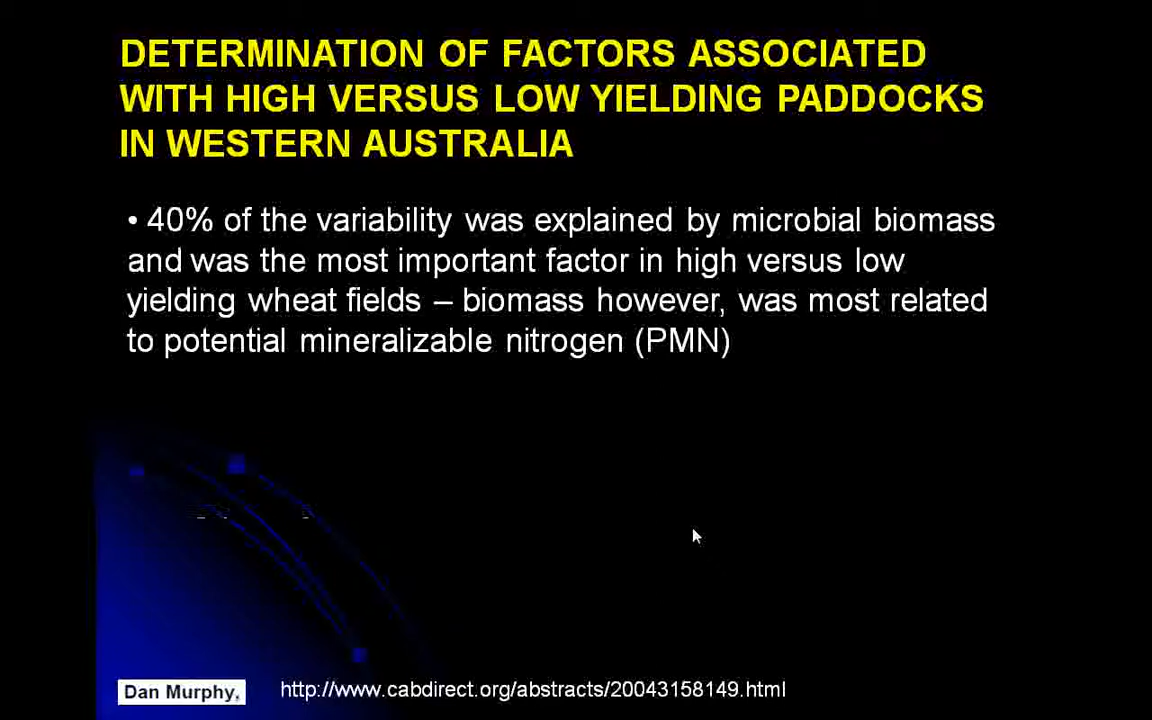 DETERMINATION OF FACTORS ASSOCIATED
WITH HIGH VERSUS LOW YIELDING PADDOCKS
IN WESTERN AUSTRALIA
• 40% of the variability was explained by microbial biomass
and was the most important factor in high versus low
yielding wheat fields – biomass however, was most related
to potential mineralizable nitrogen (PMN)
Dan Murphy,
http://www.cabdirect.org/abstracts/20043158149.html